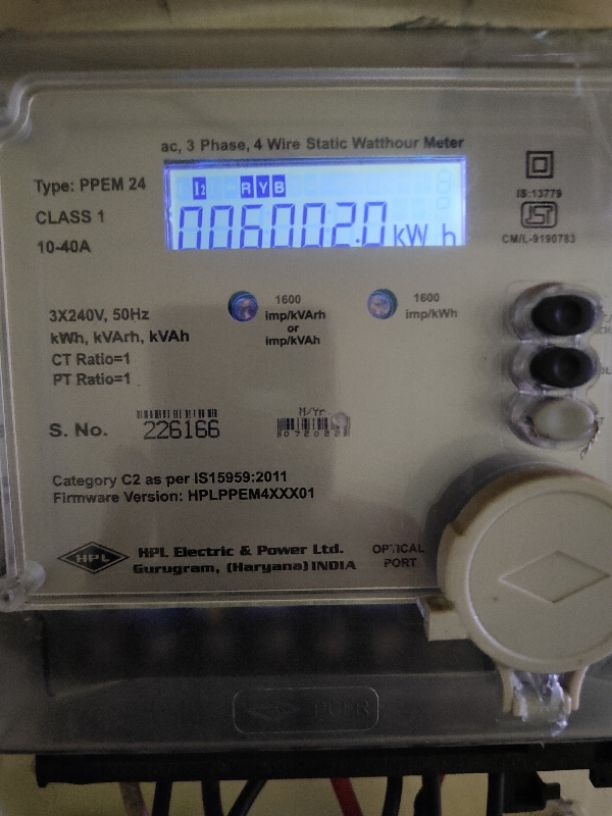 ac, 3 Phase, 4 Wire Static Watthour Meter
Type: PPEM 24
CLASS 1
10-40A
I2 RYB
006002.0 kWh
IS:13779
CM/L-9190783
1600
imp/kVArh
or
imp/kVAh
1600
imp/kWh
3X240V, 50Hz
kWh, kVArh, kVAh
CT Ratio=1
PT Ratio=1
S. No. 226166
M/Yr
Category C2 as per IS15959:2011
Firmware Version: HPLPPEM4XXX01
HPL
HPL Electric & Power Ltd.
Gurugram, (Haryana) INDIA
OPTICAL
PORT